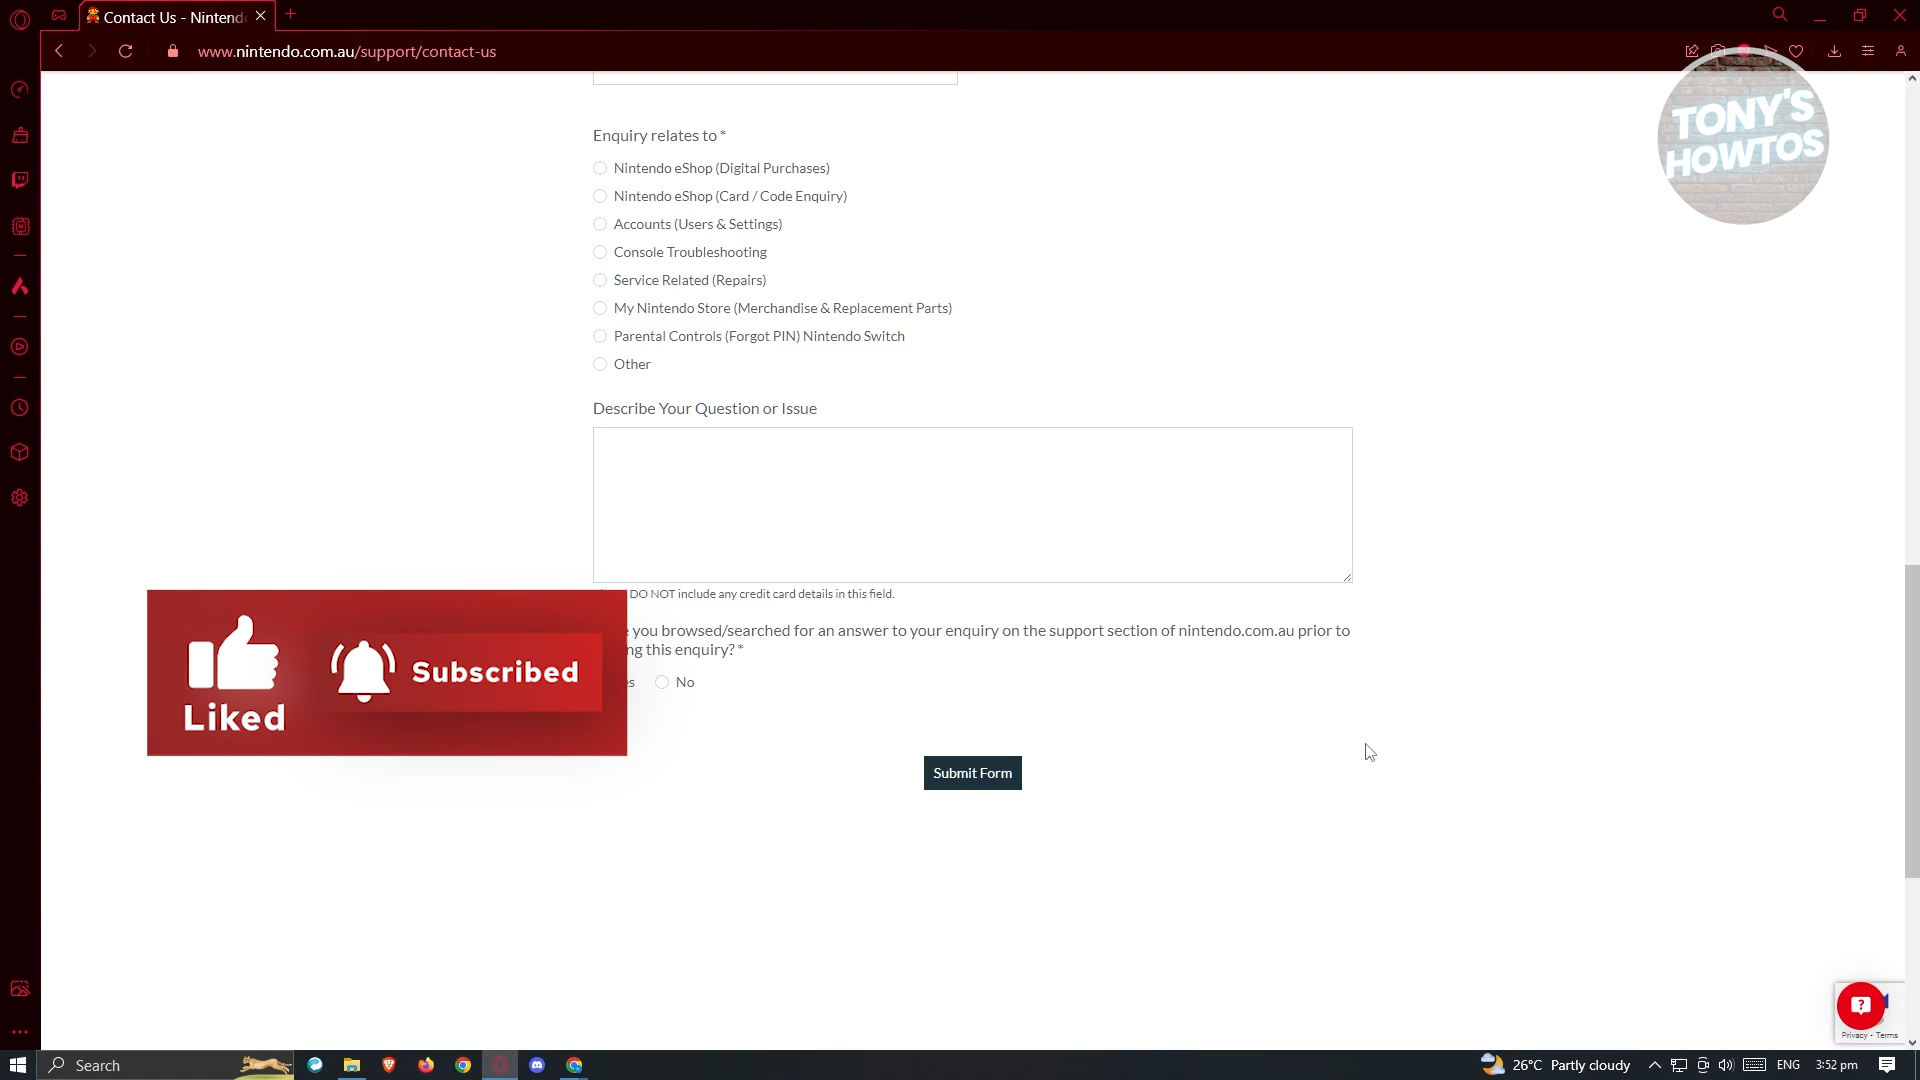 Contact Us - Nintend
www.nintendo.com.au/support/contact-us
TONY'S
HOWTOS
Enquiry relates to *
Nintendo eShop (Digital Purchases)
Nintendo eShop (Card / Code Enquiry)
Accounts (Users & Settings)
Console Troubleshooting
Service Related (Repairs)
My Nintendo Store (Merchandise & Replacement Parts)
Parental Controls (Forgot PIN) Nintendo Switch
Other
Describe Your Question or Issue
DO NOT include any credit card details in this field.
you browsed/searched for an answer to your enquiry on the support section of nintendo.com.au prior to
this enquiry? *
No
Liked
Subscribed
Submit Form
Privacy - Terms
Search
26°C Partly cloudy
ENG
3:52 pm